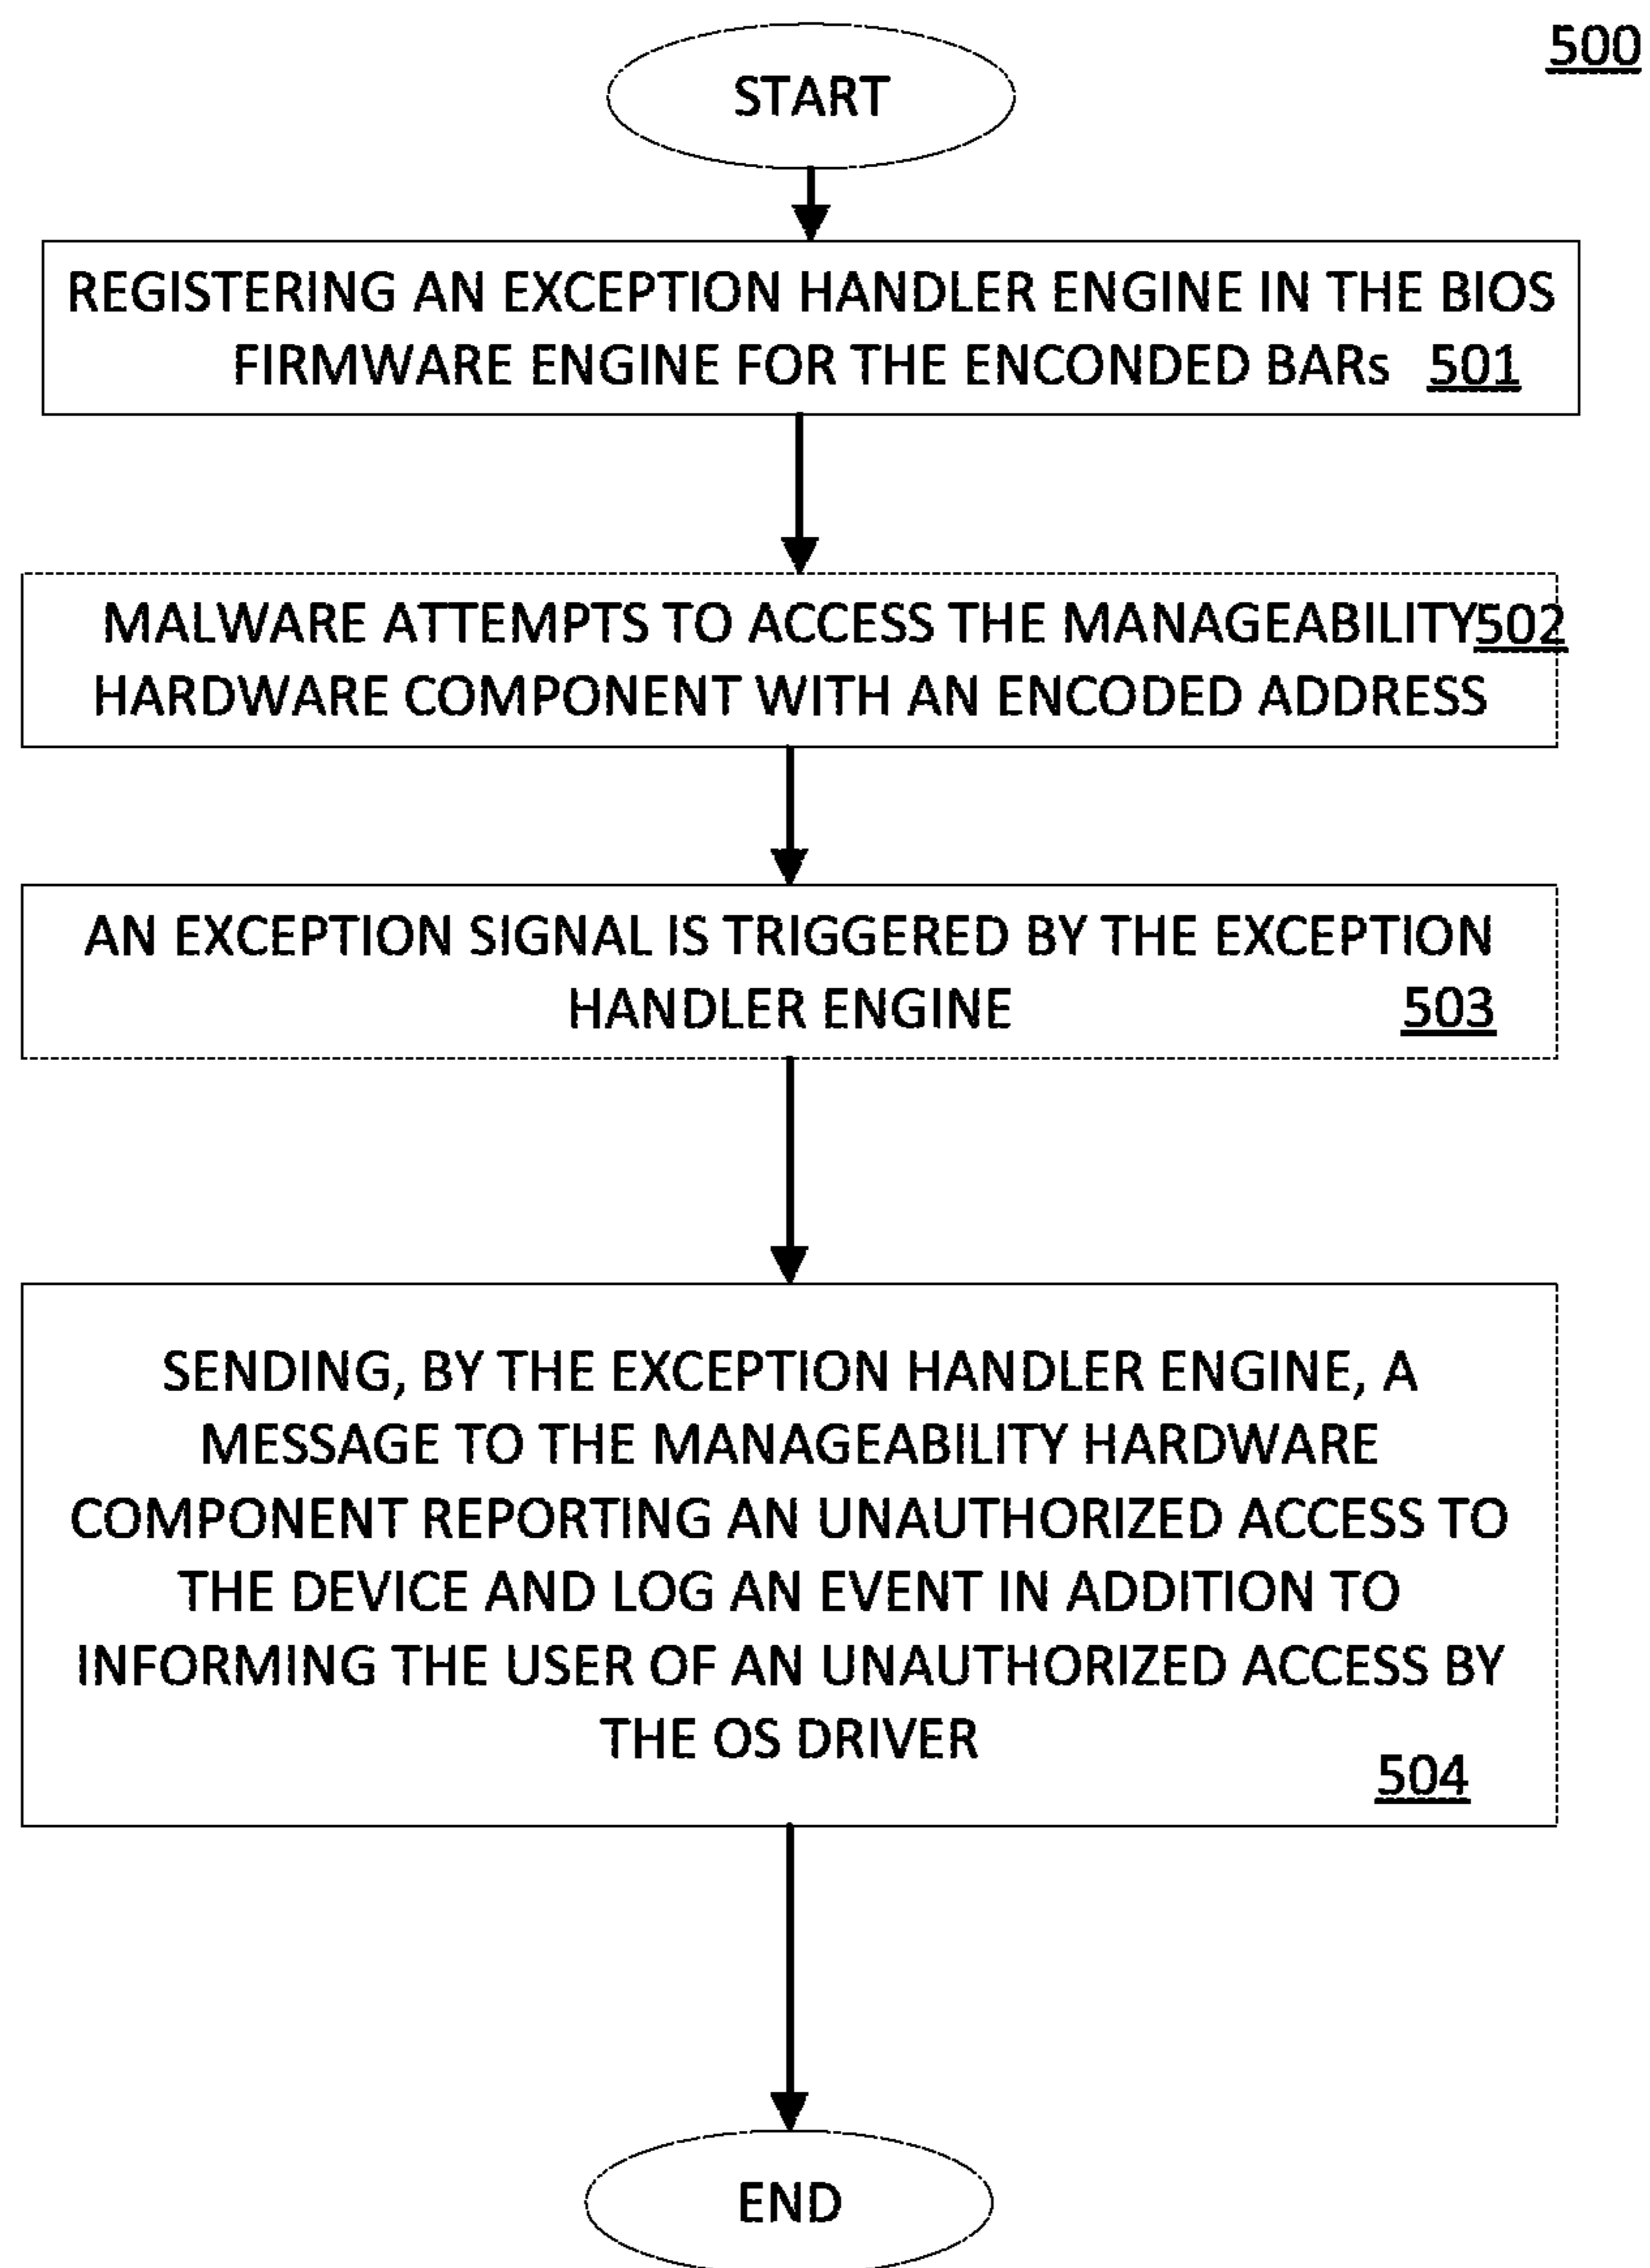 500
START
REGISTERING AN EXCEPTION HANDLER ENGINE IN THE BIOS
FIRMWARE ENGINE FOR THE ENCONDED BARs 501
MALWARE ATTEMPTS TO ACCESS THE MANAGEABILITY 502
HARDWARE COMPONENT WITH AN ENCODED ADDRESS
AN EXCEPTION SIGNAL IS TRIGGERED BY THE EXCEPTION
HANDLER ENGINE 503
SENDING, BY THE EXCEPTION HANDLER ENGINE, A
MESSAGE TO THE MANAGEABILITY HARDWARE
COMPONENT REPORTING AN UNAUTHORIZED ACCESS TO
THE DEVICE AND LOG AN EVENT IN ADDITION TO
INFORMING THE USER OF AN UNAUTHORIZED ACCESS BY
THE OS DRIVER
504
END